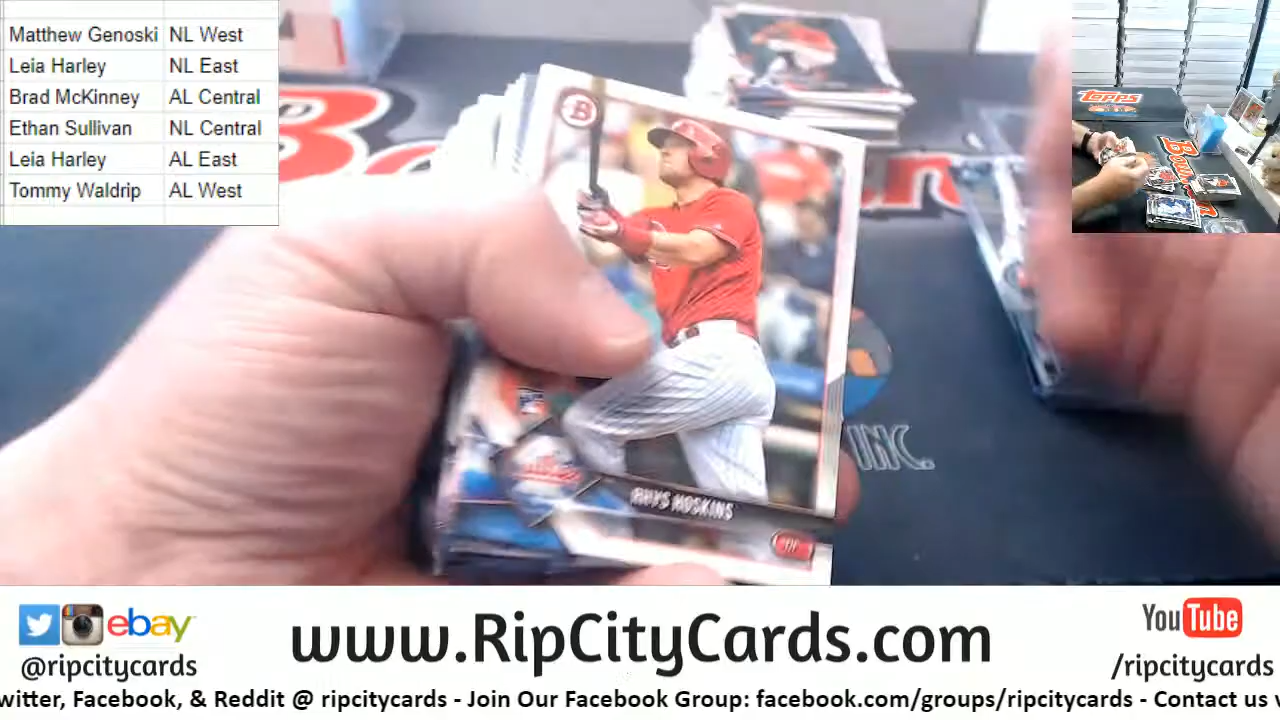 Matthew Genoski NL West
Leia Harley NL East
Brad McKinney AL Central
Ethan Sullivan NL Central
Leia Harley AL East
Tommy Waldrip AL West
Topps
B
RHYS HOSKINS
INC.
ebay
@ripcitycards
www.RipCityCards.com
YouTube
/ripcitycards
witter, Facebook, & Reddit @ ripcitycards - Join Our Facebook Group: facebook.com/groups/ripcitycards - Contact us v